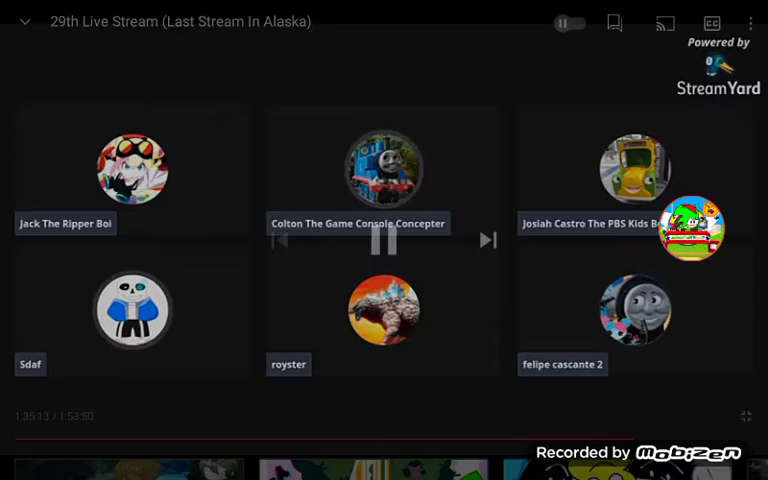 29th Live Stream (Last Stream In Alaska)
CC
Powered by
StreamYard
Jack The Ripper Boi
Colton The Game Console Concepter
Josiah Castro The PBS Kids
Sdaf
royster
felipe cascante 2
1:35:13 / 1:53:50
Recorded by mobizen